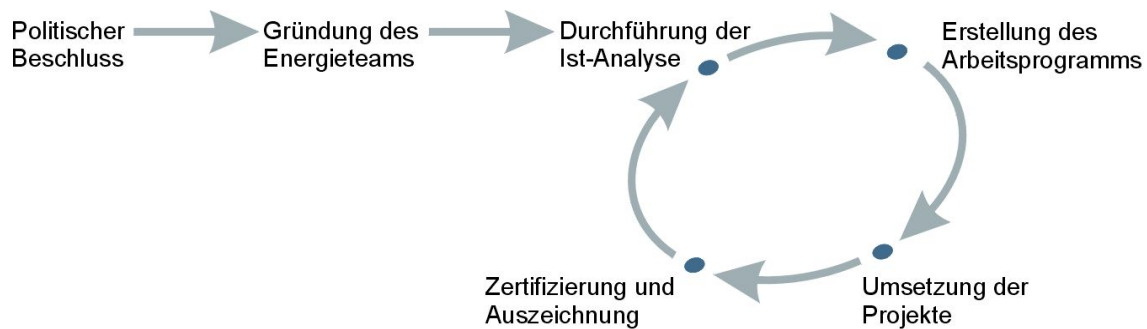 Politischer
Beschluss
Gründung des
Energieteams
Durchführung der
Ist-Analyse
Erstellung des
Arbeitsprogramms
Umsetzung der
Projekte
Zertifizierung und
Auszeichnung